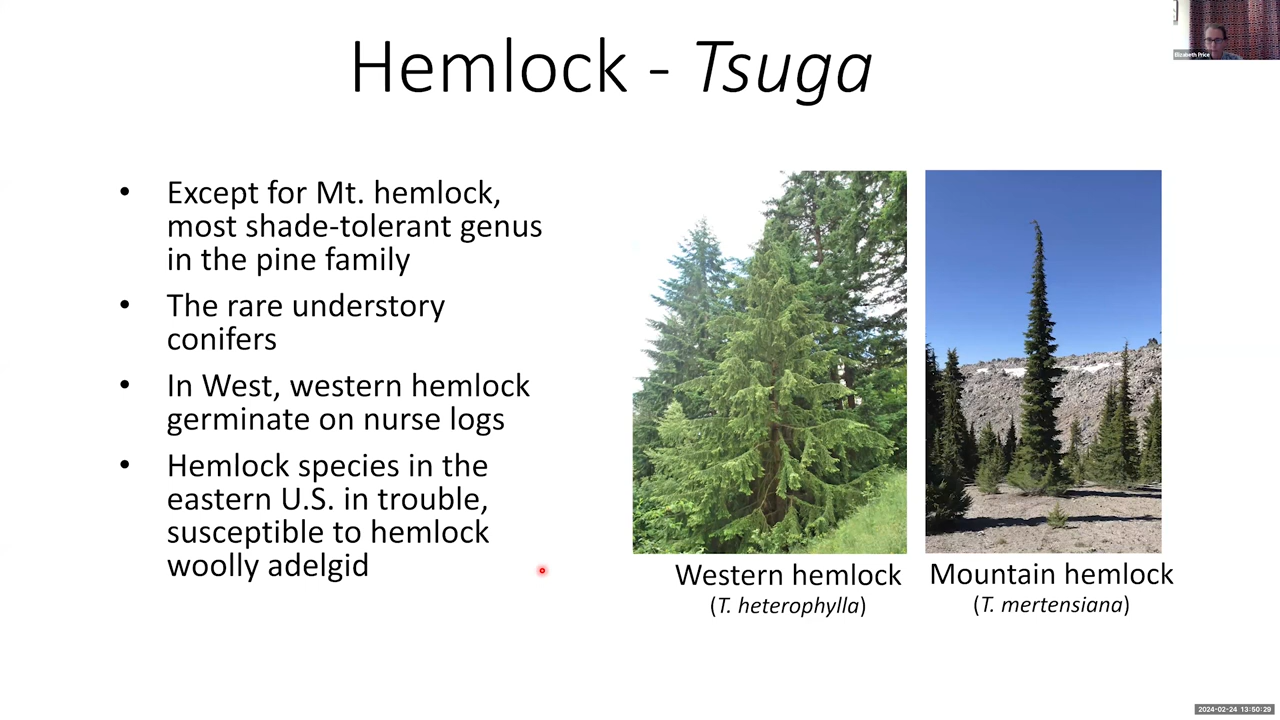 Hemlock - Tsuga
Elizabeth Price
• Except for Mt. hemlock,
most shade-tolerant genus
in the pine family
• The rare understory
conifers
• In West, western hemlock
germinate on nurse logs
• Hemlock species in the
eastern U.S. in trouble,
susceptible to hemlock
woolly adelgid
Western hemlock
(T. heterophylla)
Mountain hemlock
(T. mertensiana)
2024-02-24 13:50:29